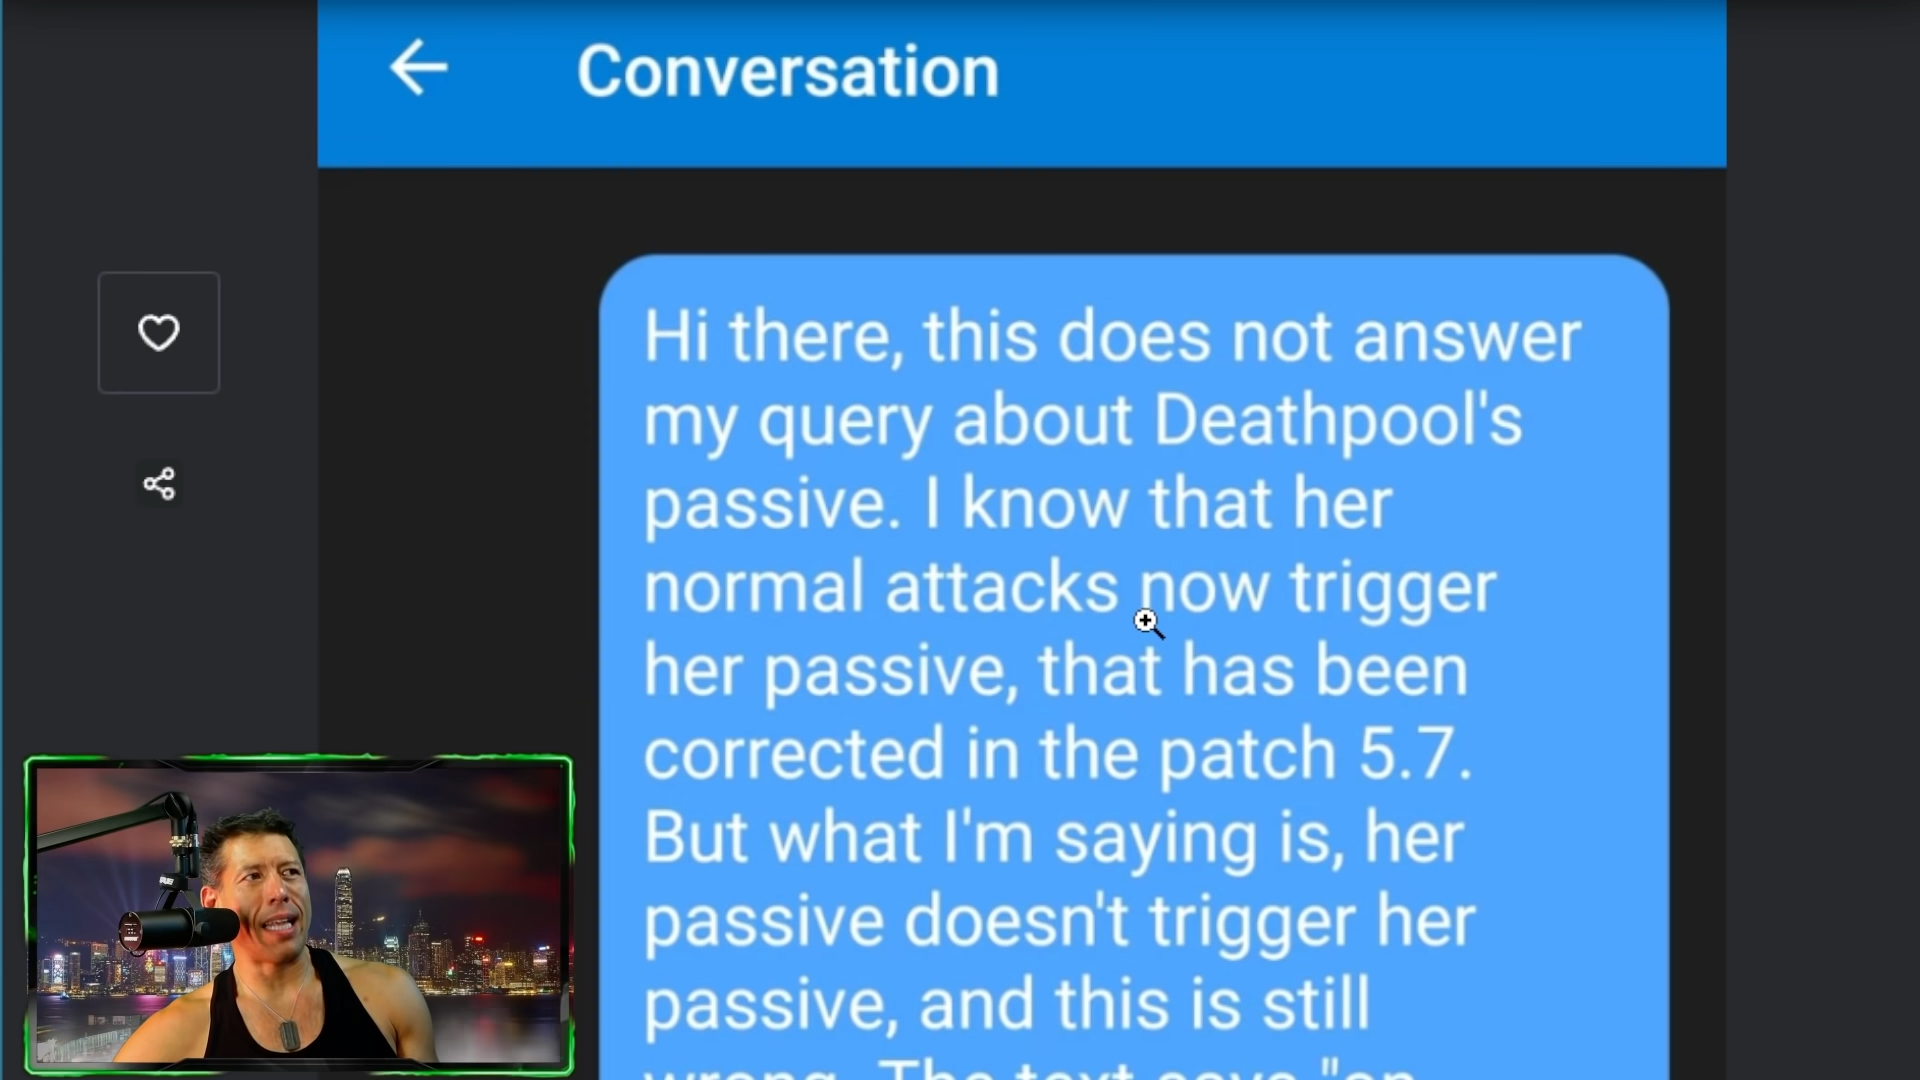 Conversation
Hi there, this does not answer
my query about Deathpool's
passive. I know that her
normal attacks now trigger
her passive, that has been
corrected in the patch 5.7.
But what I'm saying is, her
passive doesn't trigger her
passive, and this is still
wrong. The text says "on